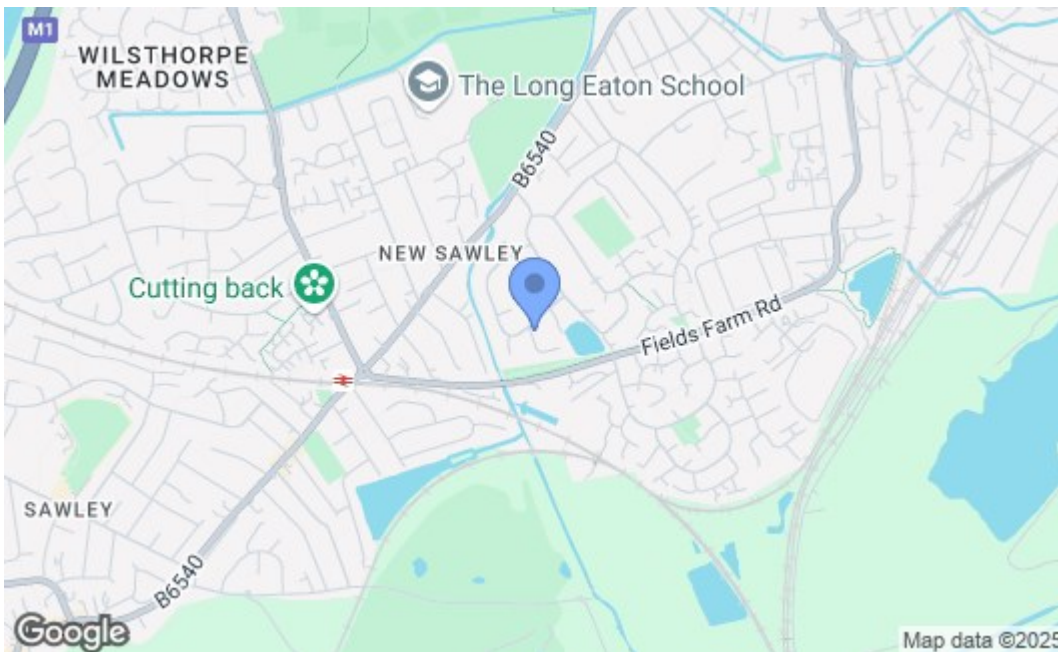 M1
WILSTHORPE
MEADOWS
The Long Eaton School
B6540
NEW SAWLEY
Cutting back
Fields Farm Rd
SAWLEY
B6540
Google
Map data ©2025